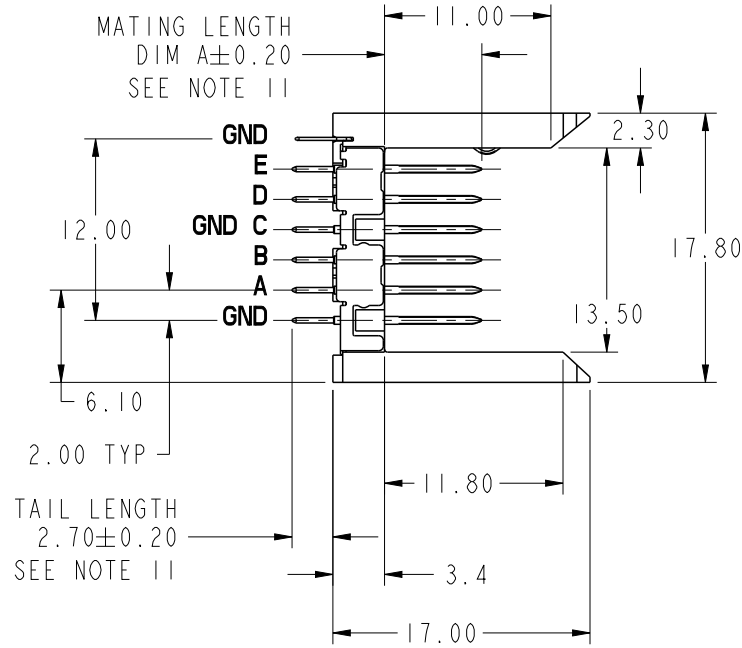 MATING LENGTH
DIM A±0.20
SEE NOTE 11
11.00
2.30
GND
E
D
GND C
B
A
GND
12.00
17.80
13.50
6.10
2.00 TYP
11.80
TAIL LENGTH
2.70±0.20
SEE NOTE 11
3.4
17.00